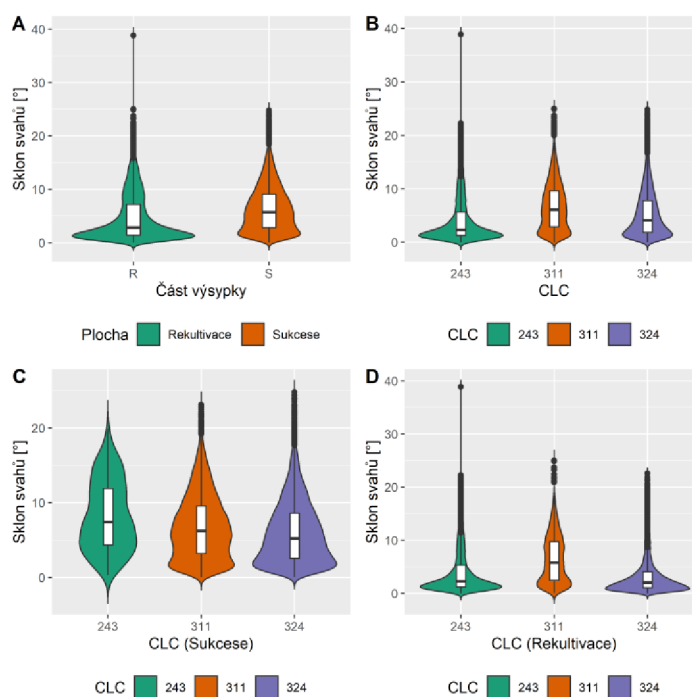 A
Sklon svahů [°]
40
30
20
10
0
R
S
Část výsypky
Plocha
Rekultivace
Sukcese
B
Sklon svahů [°]
40
30
20
10
0
243
311
324
CLC
CLC
243
311
324
C
Sklon svahů [°]
20
10
0
243
311
324
CLC (Sukcese)
CLC
243
311
324
D
Sklon svahů [°]
40
30
20
10
0
243
311
324
CLC (Rekultivace)
CLC
243
311
324